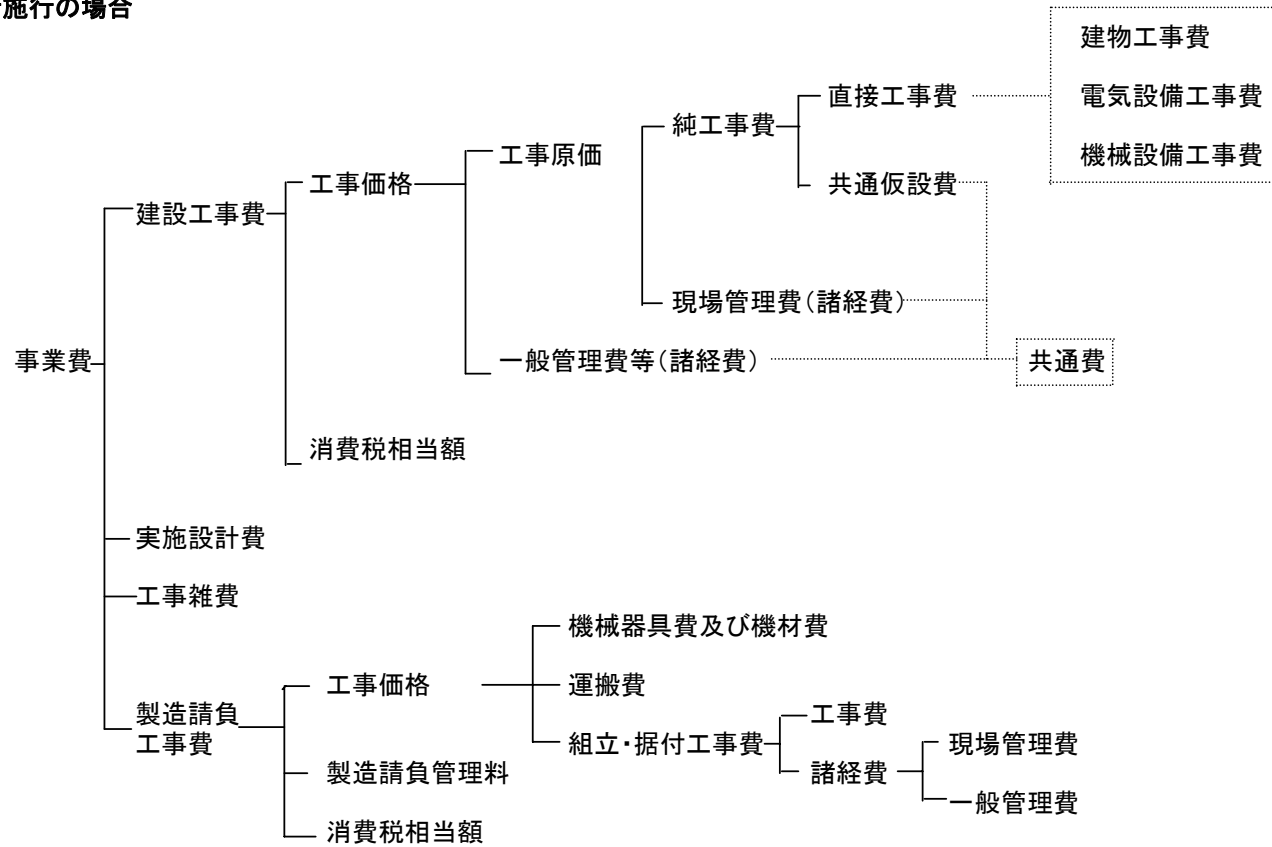 施行の場合
建物工事費
電気設備工事費
機械設備工事費
直接工事費
純工事費
共通仮設費
工事原価
工事価格
建設工事費
現場管理費(諸経費)
一般管理費等(諸経費)
共通費
事業費
消費税相当額
実施設計費
工事雑費
製造請負
工事費
工事価格
機械器具費及び機材費
運搬費
組立・据付工事費
工事費
諸経費
現場管理費
一般管理費
製造請負管理料
消費税相当額